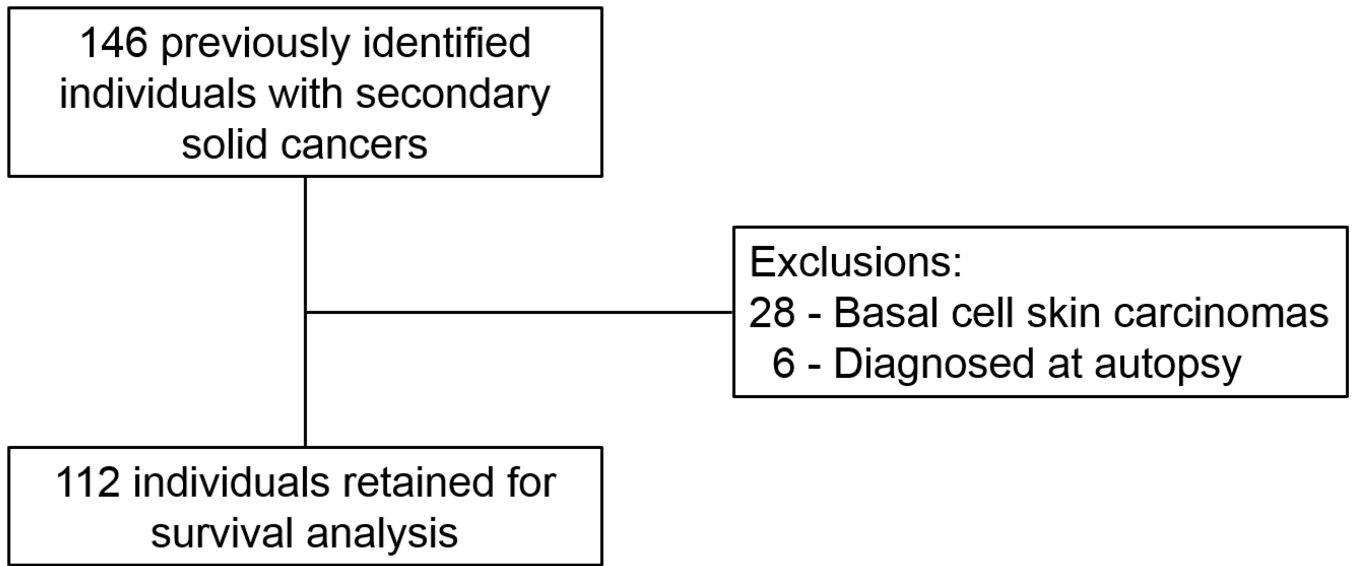 146 previously identified
individuals with secondary
solid cancers
Exclusions:
28 - Basal cell skin carcinomas
6 - Diagnosed at autopsy
112 individuals retained for
survival analysis